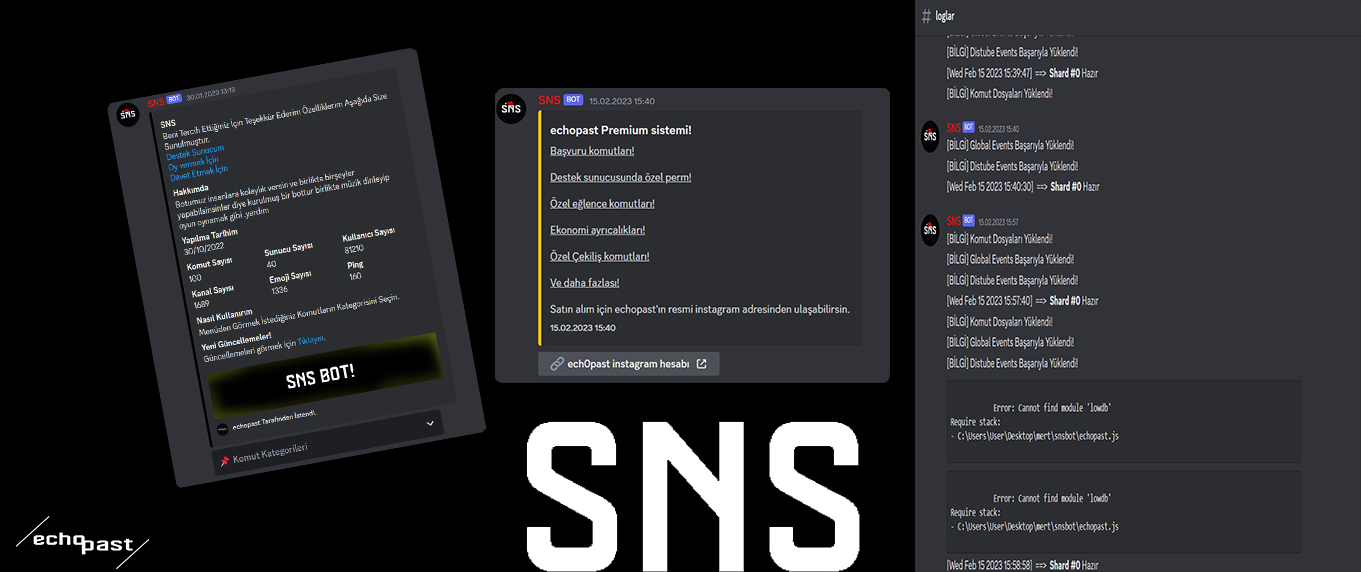 SNS BOT 30.01.2023 13:13
SNS
Beni Tercih Ettiğiniz İçin Teşekkür Ederim Özelliklerim Aşağıda Size
Sunulmuştur.
Destek Sunucum
Oy vermek İçin
Davet Etmek İçin
Hakkımda
Botumuz insanlara kolaylık versin ve birlikte birşeyler
yapabilsinsinler diye kurulmuş bir bottur birlikte müzik dinleyip
oyun oynamak gibi .yardım
Yapılma Tarihim
30/10/2022
Komut Sayısı Sunucu Sayısı Kullanıcı Sayısı
100 40 81210
Kanal Sayısı Emoji Sayısı Ping
1689 1336 160
Nasıl Kullanırım
Menüden Görmek İstediğiniz Komutların Kategorisini Seçin.
Yeni Güncellemeler!
Güncellemeleri görmek için Tıklayın.
SNS BOT!
echopast Tarafından İstendi.
Komut Kategorileri
echopast
SNS
SNS BOT 15.02.2023 15:40
echopast Premium sistemi!
Başvuru komutları!
Destek sunucusunda özel perm!
Özel eğlence komutları!
Ekonomi ayrıcalıkları!
Özel Çekiliş komutları!
Ve daha fazlası!
Satın alım için echopast'ın resmi instagram adresinden ulaşabilirsin.
15.02.2023 15:40
ech0past instagram hesabı
SNS
SNS
# loglar
[BİLGİ] Global Events Başarıyla Yüklendi!
[BİLGİ] Distube Events Başarıyla Yüklendi!
[Wed Feb 15 2023 15:39:47] ==> Shard #0 Hazır
[BİLGİ] Komut Dosyaları Yüklendi!
SNS
SNS BOT 15.02.2023 15:40
[BİLGİ] Global Events Başarıyla Yüklendi!
[BİLGİ] Distube Events Başarıyla Yüklendi!
[Wed Feb 15 2023 15:40:30] ==> Shard #0 Hazır
SNS
SNS BOT 15.02.2023 15:57
[BİLGİ] Komut Dosyaları Yüklendi!
[BİLGİ] Global Events Başarıyla Yüklendi!
[BİLGİ] Distube Events Başarıyla Yüklendi!
[Wed Feb 15 2023 15:57:40] ==> Shard #0 Hazır
[BİLGİ] Komut Dosyaları Yüklendi!
[BİLGİ] Global Events Başarıyla Yüklendi!
[BİLGİ] Distube Events Başarıyla Yüklendi!
Error: Cannot find module 'lowdb'
Require stack:
- C:\Users\User\Desktop\mert\snsbot\echopast.js
Error: Cannot find module 'lowdb'
Require stack:
- C:\Users\User\Desktop\mert\snsbot\echopast.js
[Wed Feb 15 2023 15:58:58] ==> Shard #0 Hazır